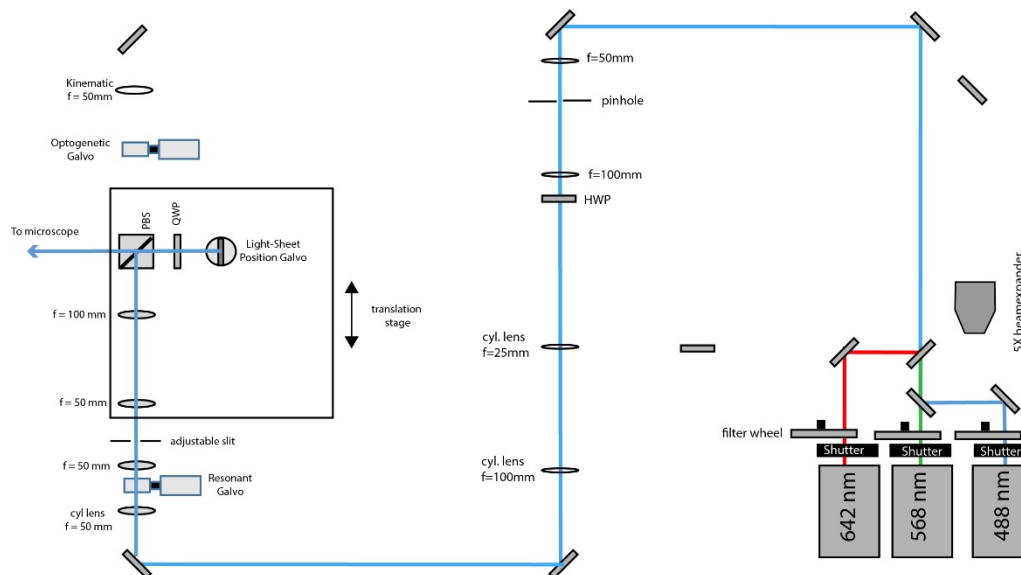 Kinematic
f = 50mm
Optogenetic
Galvo
PBS
QWP
To microscope
Light-Sheet
Position Galvo
f = 100 mm
translation
stage
f = 50 mm
adjustable slit
f = 50 mm
Resonant
Galvo
cyl lens
f = 50 mm
f=50mm
pinhole
f=100mm
HWP
cyl. lens
f=25mm
cyl. lens
f=100mm
5X beamexpander
filter wheel
Shutter
Shutter
Shutter
642 nm
568 nm
488 nm